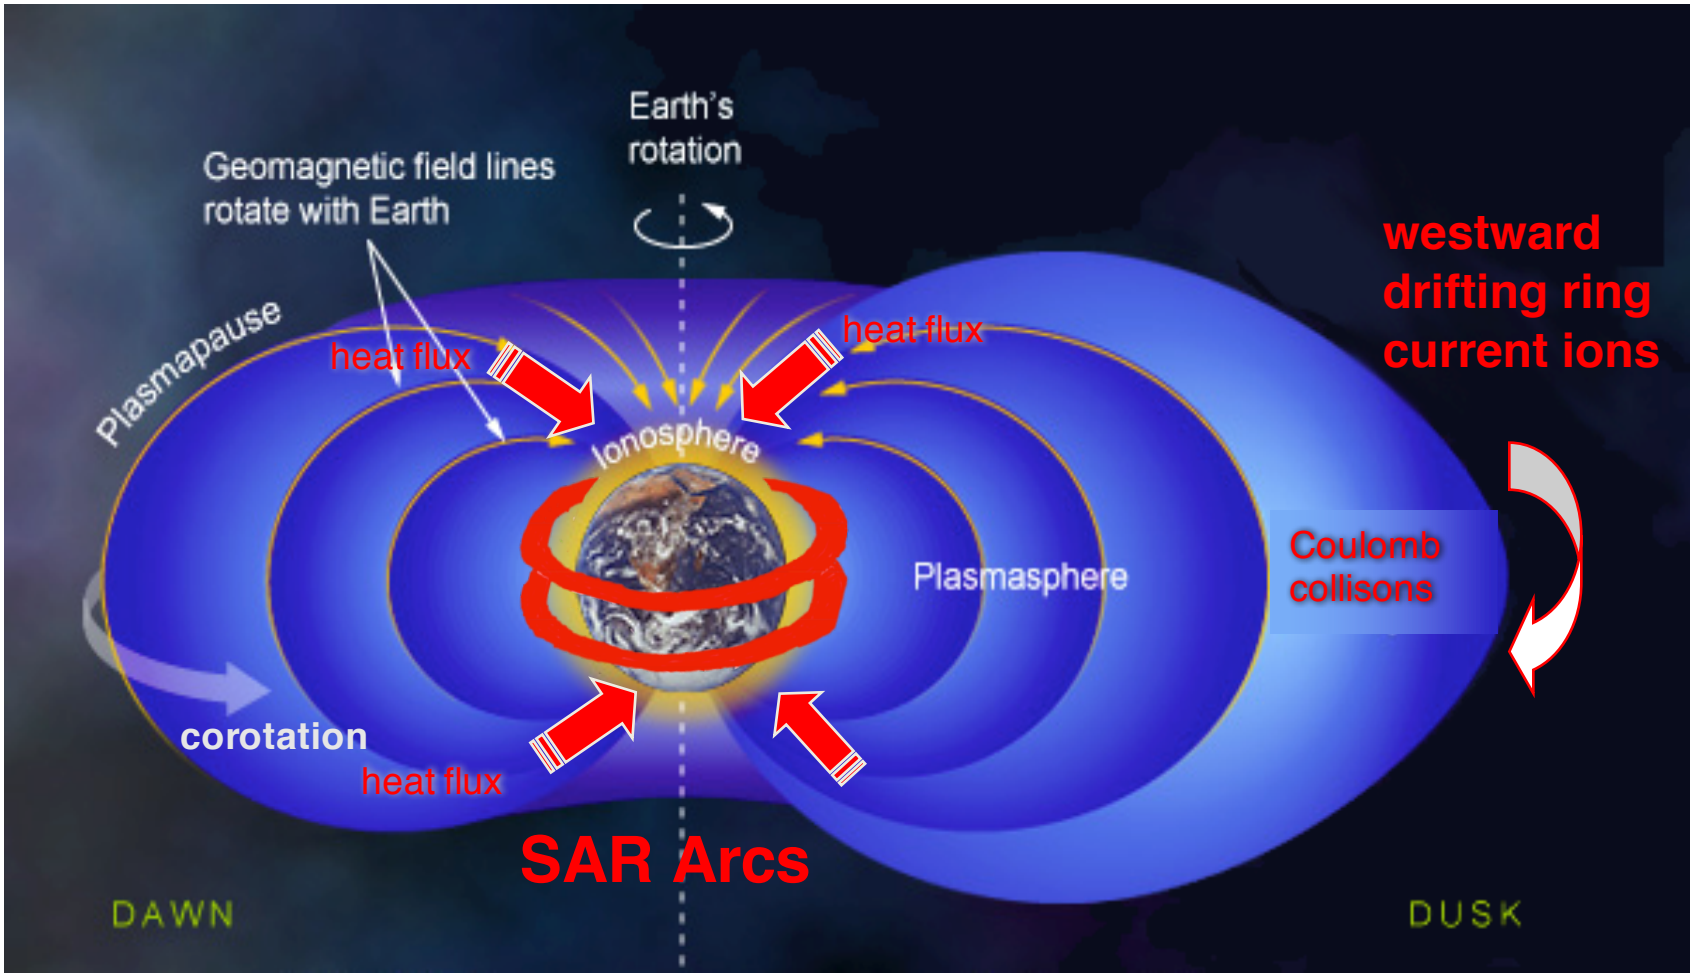 Earth's
rotation
Geomagnetic field lines
rotate with Earth
westward
drifting ring
current ions
Plasmapause
heat flux
heat flux
Ionosphere
Coulomb
collisons
Plasmasphere
corotation
heat flux
SAR Arcs
DAWN
DUSK